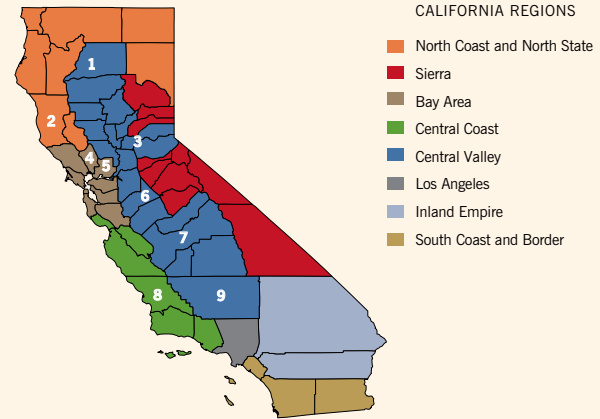 CALIFORNIA REGIONS
North Coast and North State
Sierra
Bay Area
Central Coast
Central Valley
Los Angeles
Inland Empire
South Coast and Border
1
2
3
4
5
6
7
8
9